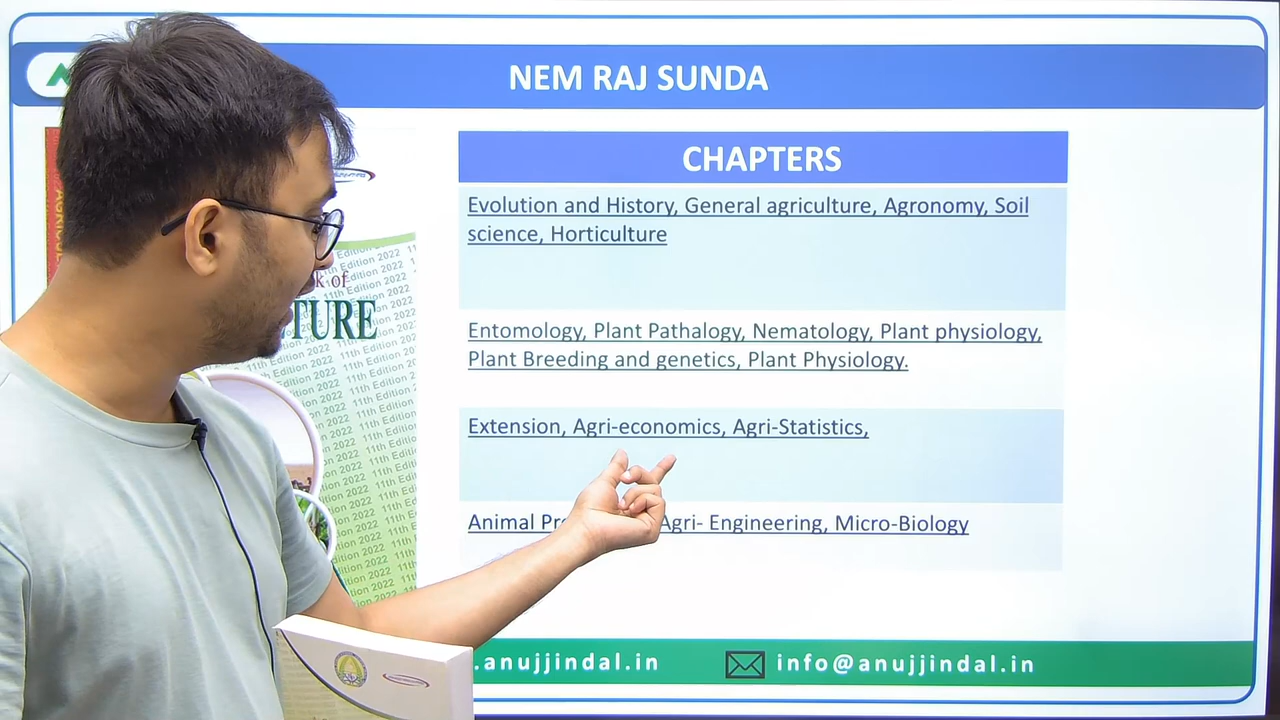 NEM RAJ SUNDA
CHAPTERS
Evolution and History, General agriculture, Agronomy, Soil
science, Horticulture
Entomology, Plant Pathalogy, Nematology, Plant physiology,
Plant Breeding and genetics, Plant Physiology.
Extension, Agri-economics, Agri-Statistics,
Animal Agri- Engineering, Micro-Biology
11th Edition 2022
of
TURE
.anujjindal.in
info@anujjindal.in